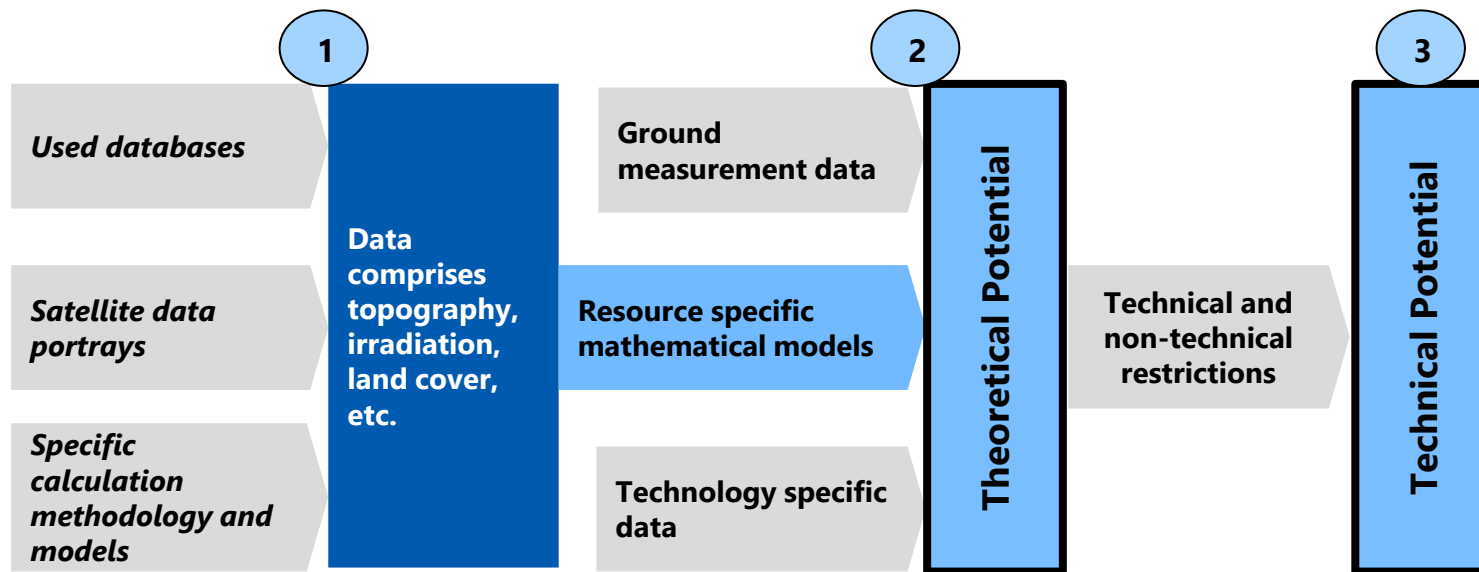 1
2
3
Used databases
Satellite data
portrays
Specific
calculation
methodology and
models
Data
comprises
topography,
irradiation,
land cover,
etc.
Ground
measurement data
Resource specific
mathematical models
Technology specific
data
Theoretical Potential
Technical and
non-technical
restrictions
Technical Potential